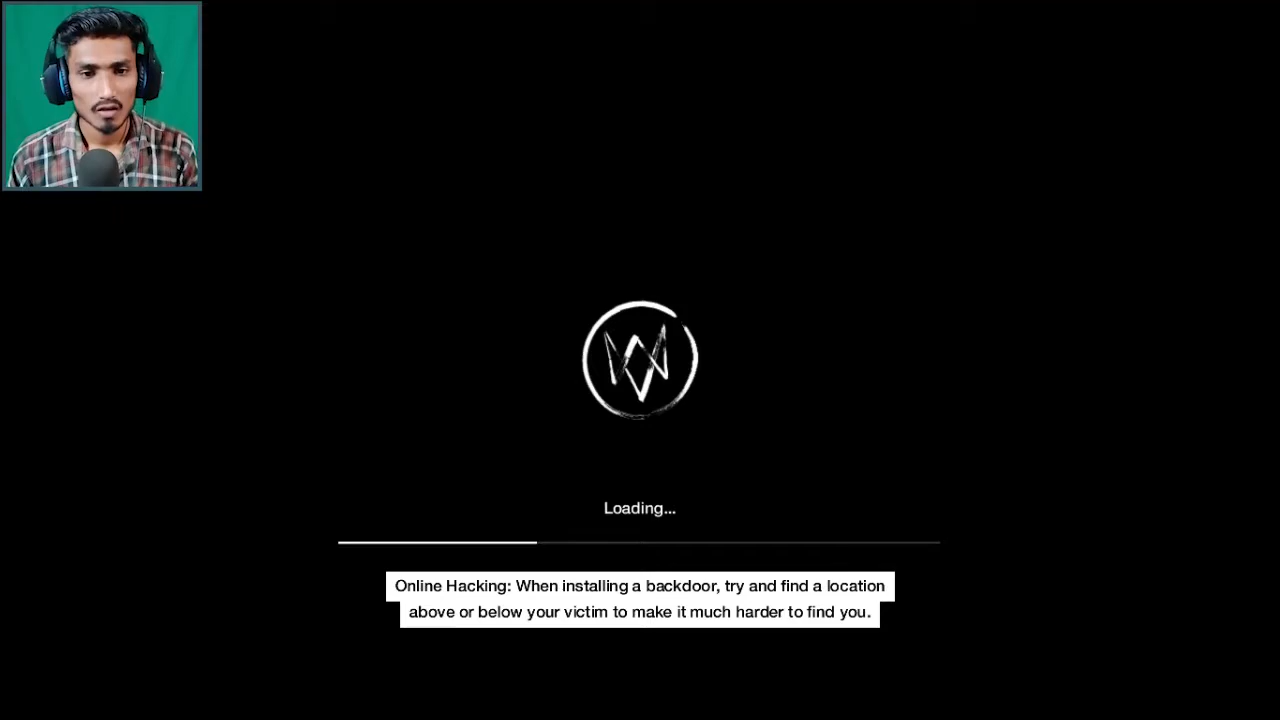 Loading...
Online Hacking: When installing a backdoor, try and find a location
above or below your victim to make it much harder to find you.